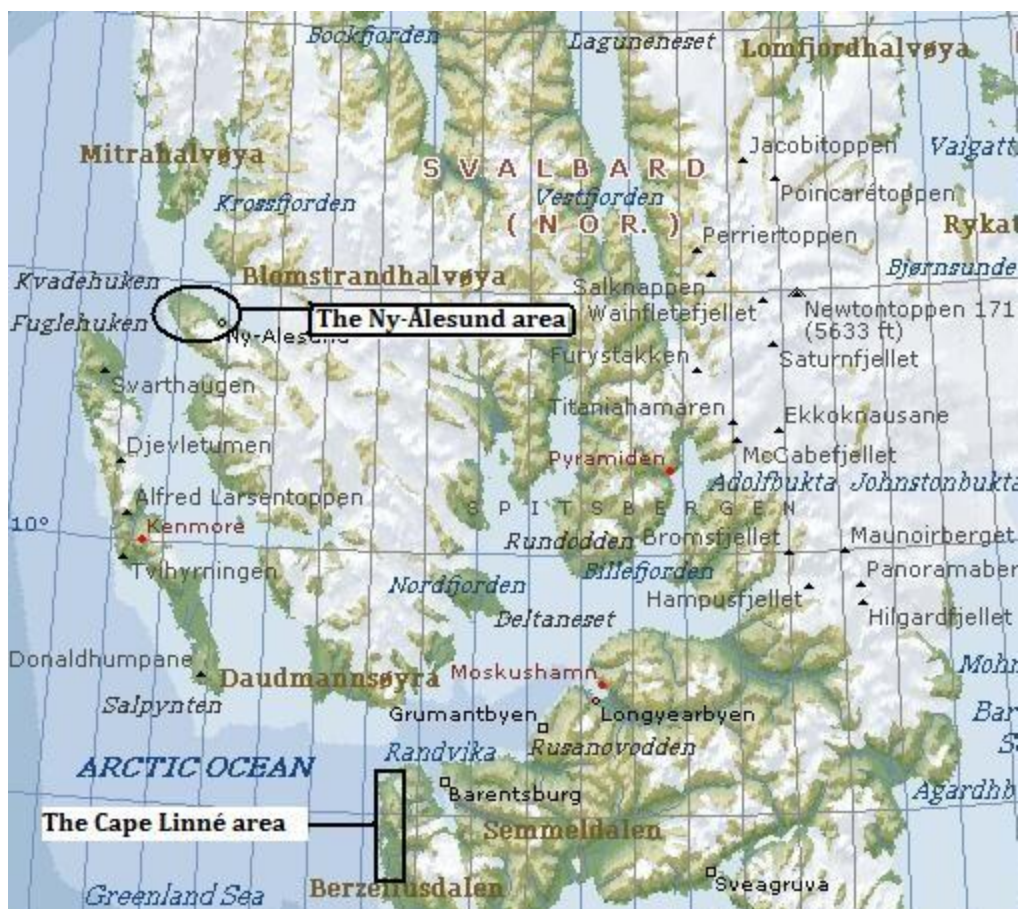 Bockfjorden
Laguneneset
Lomfjordhalvøya
Mitrahalvøya
Jacobitoppen
Vaigatt
SVALBARD
Poincarétoppen
Krossfjorden
Vestfjorden
(NOR.)
Rykat
Perriertoppen
Kvadehuken
Blomstrandhalvøya
Bjørnsunde
Salknappen
Fuglehuken
The Ny-Ålesund area
Wainfletefjellet
Newtontoppen 171
(5633 ft)
Ny-Ålesund
Furystakken
Saturnfjellet
Svarthaugen
Titaniahamaren
Ekkoknausane
Djevletumen
Pyramiden
McCabefjellet
Adolfbukta
Johnstonbukta
Alfred Larsentoppen
SPITSBERGEN
10°
Kenmore
Rundodden
Bromsfjellet
Maunoirberget
Tvihyrningen
Nordfjorden
Billefjorden
Panoramaber
Hampusfjellet
Deltaneset
Hilgardfjellet
Donaldhumpane
Daudmannsøyra
Moskushamn
Mohn
Salpynten
Grumantbyen
Longyearbyen
Bar
Rusanovodden
S
Randvika
ARCTIC OCEAN
Barentsburg
Agardhb
The Cape Linné area
Semmeldalen
Berzeliusdalen
Sveagruva
Greenland Sea